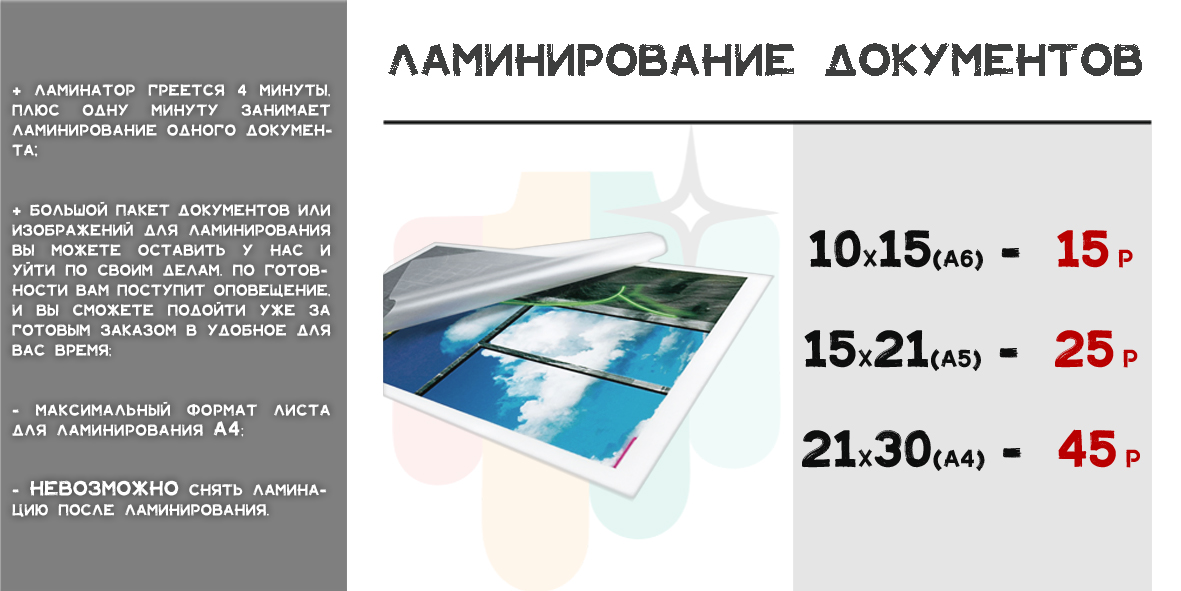 ЛАМИНИРОВАНИЕ ДОКУМЕНТОВ
+ ЛАМИНАТОР ГРЕЕТСЯ 4 МИНУТЫ.
ПЛЮС ОДНУ МИНУТУ ЗАНИМАЕТ
ЛАМИНИРОВАНИЕ ОДНОГО ДОКУМЕН-
ТА;
+ БОЛЬШОЙ ПАКЕТ ДОКУМЕНТОВ ИЛИ
ИЗОБРАЖЕНИЙ ДЛЯ ЛАМИНИРОВАНИЯ
ВЫ МОЖЕТЕ ОСТАВИТЬ У НАС И
УЙТИ ПО СВОИМ ДЕЛАМ. ПО ГОТОВ-
НОСТИ ВАМ ПОСТУПИТ ОПОВЕЩЕНИЕ,
И ВЫ СМОЖЕТЕ ПОДОЙТИ УЖЕ ЗА
ГОТОВЫМ ЗАКАЗОМ В УДОБНОЕ ДЛЯ
ВАС ВРЕМЯ;
- МАКСИМАЛЬНЫЙ ФОРМАТ ЛИСТА
ДЛЯ ЛАМИНИРОВАНИЯ А4;
- НЕВОЗМОЖНО СНЯТЬ ЛАМИНА-
ЦИЮ ПОСЛЕ ЛАМИНИРОВАНИЯ.
10х15(А6) - 15 Р
15х21(А5) - 25 Р
21х30(А4) - 45 Р